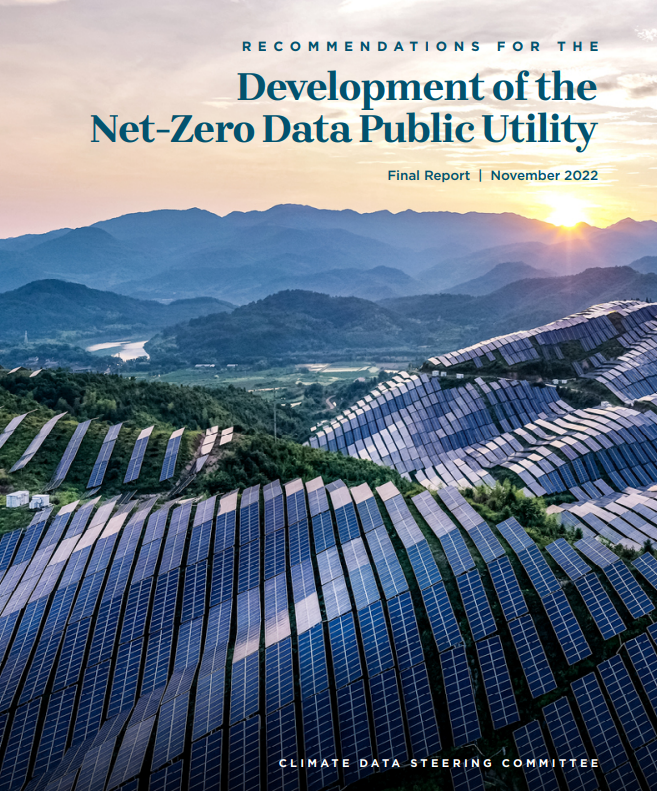 RECOMMENDATIONS FOR THE
Development of the
Net-Zero Data Public Utility
Final Report | November 2022
CLIMATE DATA STEERING COMMITTEE